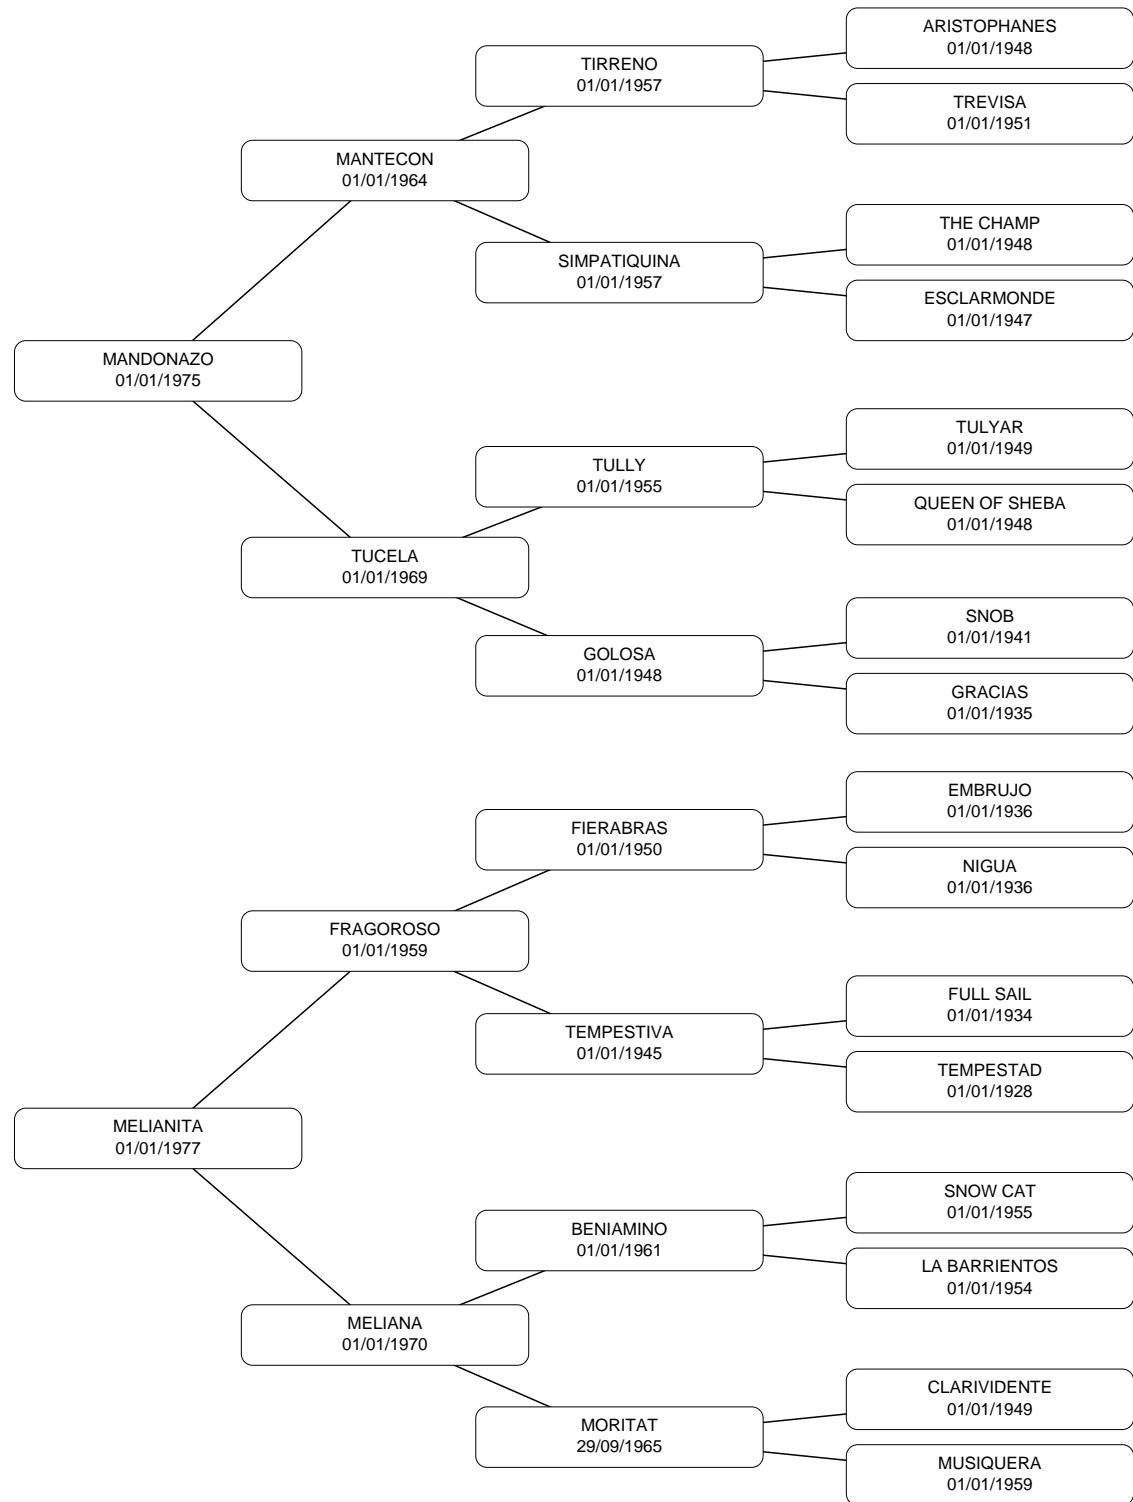 ARISTOPHANES
01/01/1948
TIRRENO
01/01/1957
TREVISA
01/01/1951
MANTECON
01/01/1964
THE CHAMP
01/01/1948
SIMPATIQUINA
01/01/1957
ESCLARMONDE
01/01/1947
MANDONAZO
01/01/1975
TULYAR
01/01/1949
TULLY
01/01/1955
QUEEN OF SHEBA
01/01/1948
TUCELA
01/01/1969
SNOB
01/01/1941
GOLOSA
01/01/1948
GRACIAS
01/01/1935
EMBRUJO
01/01/1936
FIERABRAS
01/01/1950
NIGUA
01/01/1936
FRAGOROSO
01/01/1959
FULL SAIL
01/01/1934
TEMPESTIVA
01/01/1945
TEMPESTAD
01/01/1928
MELIANITA
01/01/1977
SNOW CAT
01/01/1955
BENIAMINO
01/01/1961
LA BARRIENTOS
01/01/1954
MELIANA
01/01/1970
CLARIVIDENTE
01/01/1949
MORITAT
29/09/1965
MUSIQUERA
01/01/1959